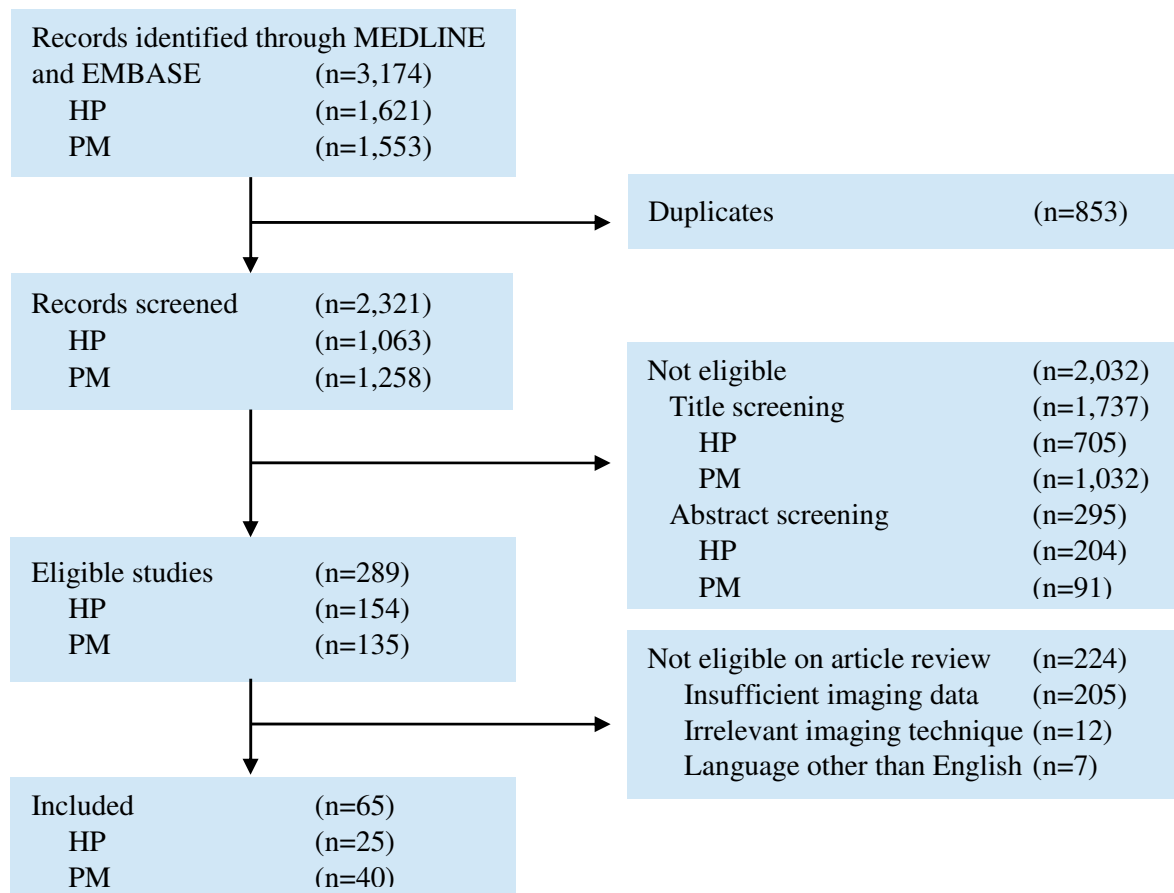 Records identified through MEDLINE
and EMBASE (n=3,174)
HP (n=1,621)
PM (n=1,553)
Duplicates (n=853)
Records screened (n=2,321)
HP (n=1,063)
PM (n=1,258)
Not eligible (n=2,032)
Title screening (n=1,737)
HP (n=705)
PM (n=1,032)
Abstract screening (n=295)
HP (n=204)
PM (n=91)
Eligible studies (n=289)
HP (n=154)
PM (n=135)
Not eligible on article review (n=224)
Insufficient imaging data (n=205)
Irrelevant imaging technique (n=12)
Language other than English (n=7)
Included (n=65)
HP (n=25)
PM (n=40)